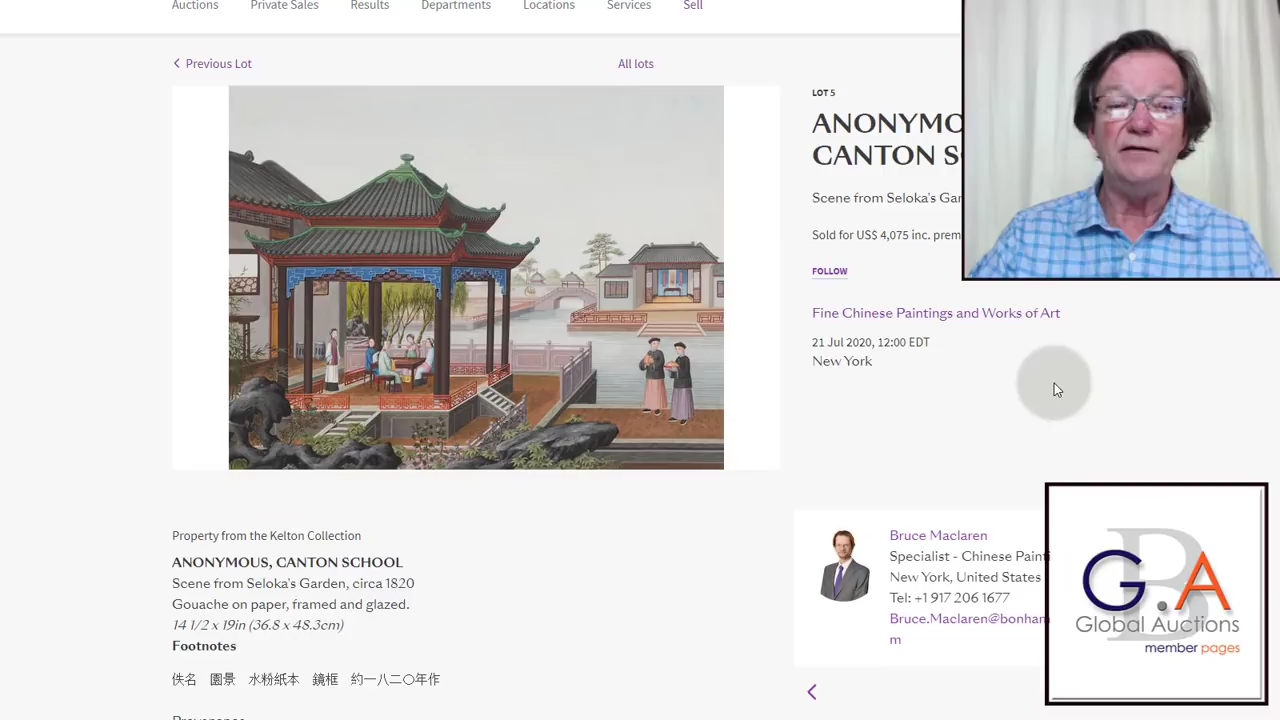 Auctions Private Sales Results Departments Locations Services Sell
Previous Lot
All lots
LOT 5
ANONYMO
CANTON S
Scene from Seloka's Gar
Sold for US$ 4,075 inc. prem
FOLLOW
Fine Chinese Paintings and Works of Art
21 Jul 2020, 12:00 EDT
New York
Property from the Kelton Collection
ANONYMOUS, CANTON SCHOOL
Scene from Seloka's Garden, circa 1820
Gouache on paper, framed and glazed.
14 1/2 x 19in (36.8 x 48.3cm)
Footnotes
佚名 園景 水粉紙本 鏡框 約一八二〇年作
Provenance
Bruce Maclaren
Specialist - Chinese Painti
New York, United States
Tel: +1 917 206 1677
Bruce.Maclaren@bonham
m
B
G.A
Global Auctions
member pages